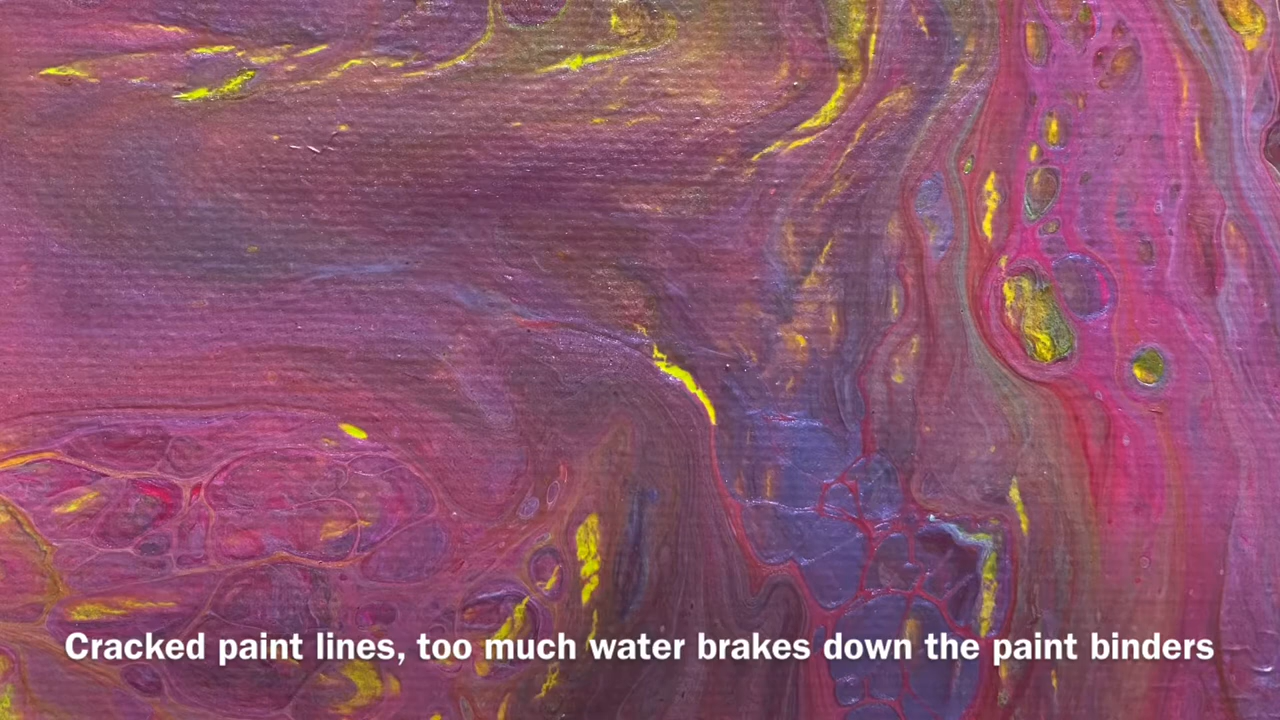 Cracked paint lines, too much water brakes down the paint binders